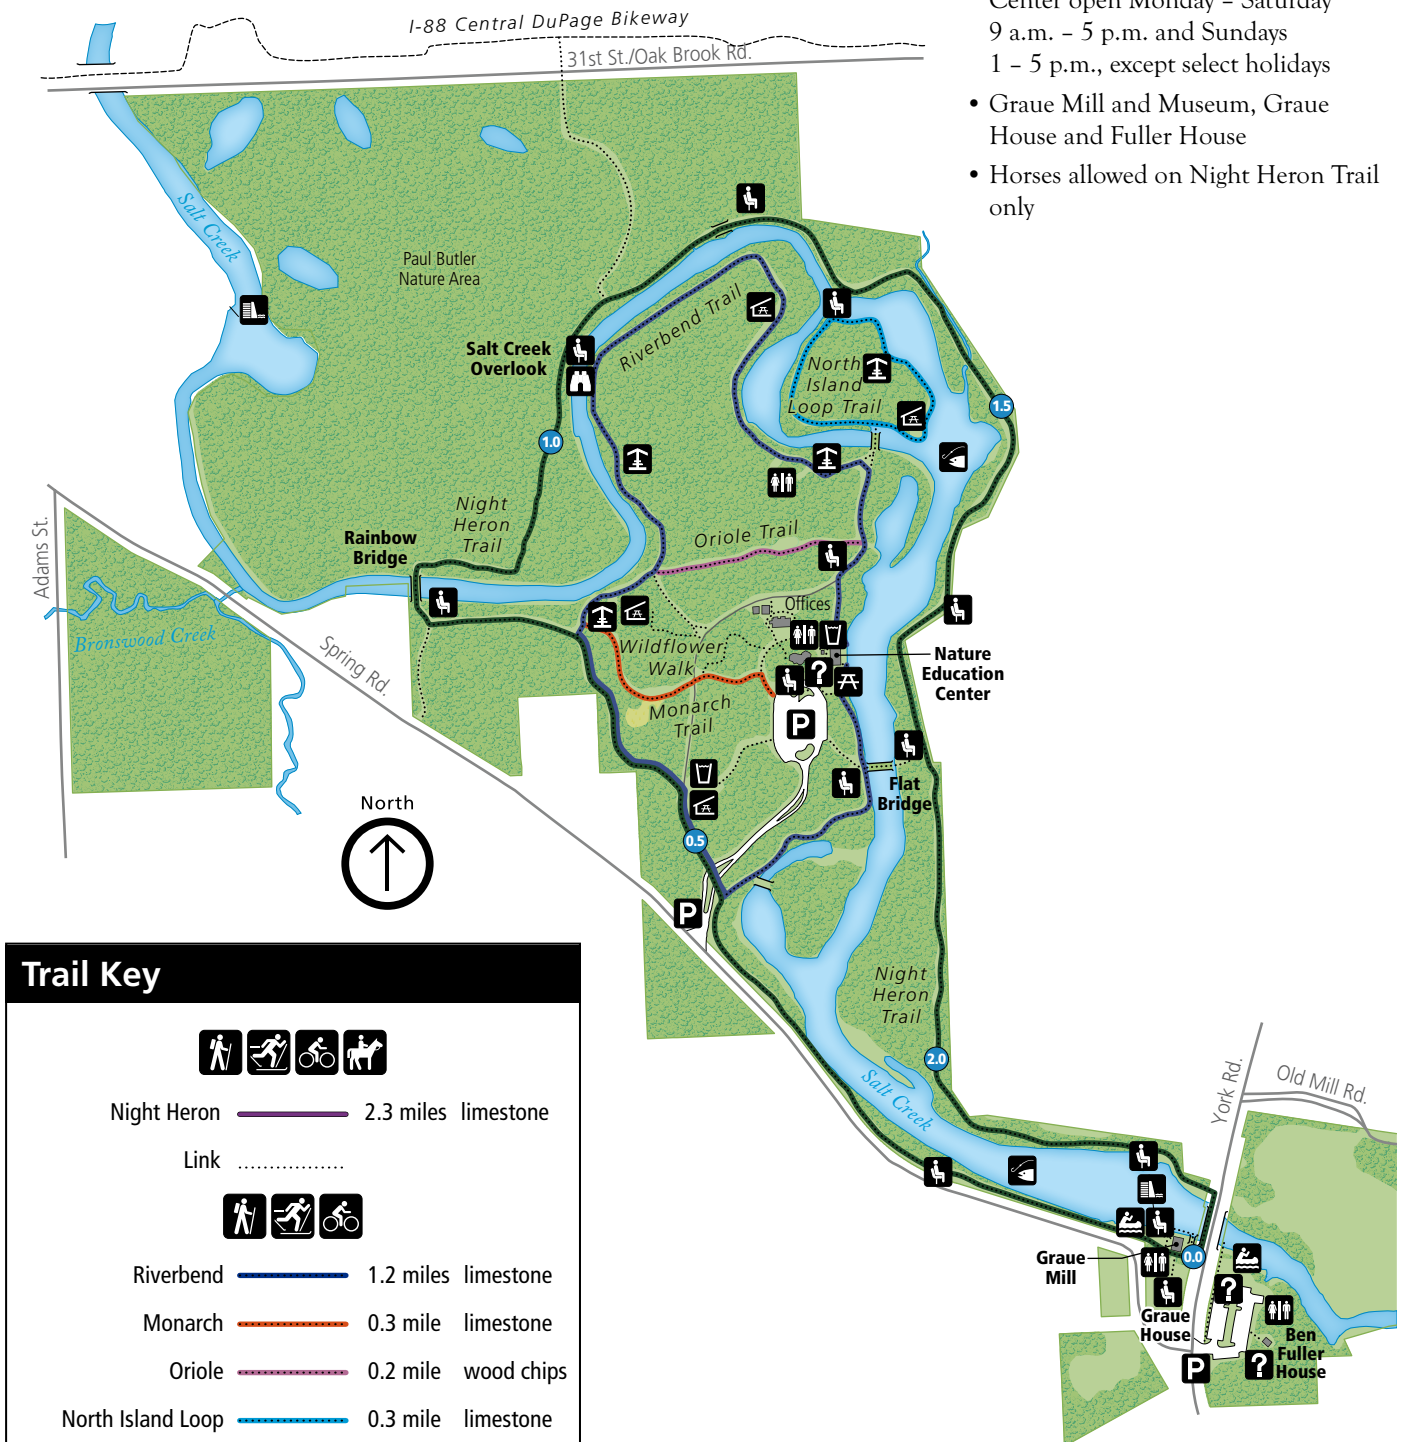 Center open Monday – Saturday
9 a.m. – 5 p.m. and Sundays
1 – 5 p.m., except select holidays
• Graue Mill and Museum, Graue
House and Fuller House
• Horses allowed on Night Heron Trail
only
I-88 Central DuPage Bikeway
31st St./Oak Brook Rd.
Salt Creek
Paul Butler
Nature Area
Salt Creek
Overlook
Riverbend Trail
North
Island
Loop Trail
1.5
1.0
Night
Heron
Trail
Rainbow
Bridge
Oriole Trail
Adams St.
Bronswood Creek
Spring Rd.
Offices
Wildflower
Walk
?
Nature
Education
Center
Monarch
Trail
P
Flat
Bridge
North
0.5
P
Night
Heron
Trail
2.0
Salt Creek
York Rd.
Old Mill Rd.
Graue
Mill
0.0
?
Graue
House
Ben
Fuller
House
?
P
Trail Key
Night Heron 2.3 miles limestone
Link
Riverbend 1.2 miles limestone
Monarch 0.3 mile limestone
Oriole 0.2 mile wood chips
North Island Loop 0.3 mile limestone